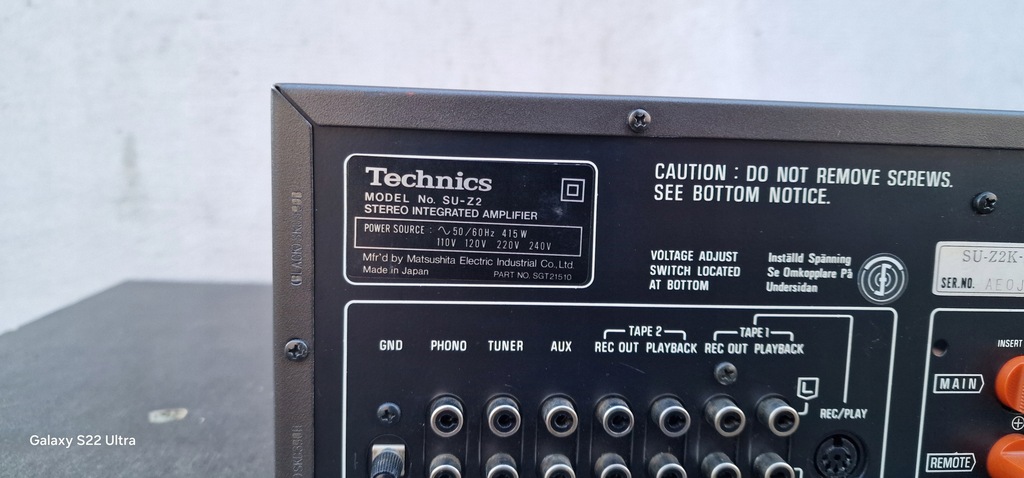 Technics
MODEL No. SU-Z2
STEREO INTEGRATED AMPLIFIER
POWER SOURCE : ∿50/60Hz 415W
110V 120V 220V 240V
Mfr'd by Matsushita Electric Industrial Co., Ltd.
Made in Japan PART NO. SGT21510
CAUTION : DO NOT REMOVE SCREWS.
SEE BOTTOM NOTICE.
VOLTAGE ADJUST
SWITCH LOCATED
AT BOTTOM
Inställd Spänning
Se Omkopplare På
Undersidan
S
SU-Z2K-
SER.NO. AE0J
GND PHONO TUNER AUX
TAPE 2
REC OUT PLAYBACK
TAPE 1
REC OUT PLAYBACK
L
REC/PLAY
INSERT
MAIN
REMOTE
Galaxy S22 Ultra